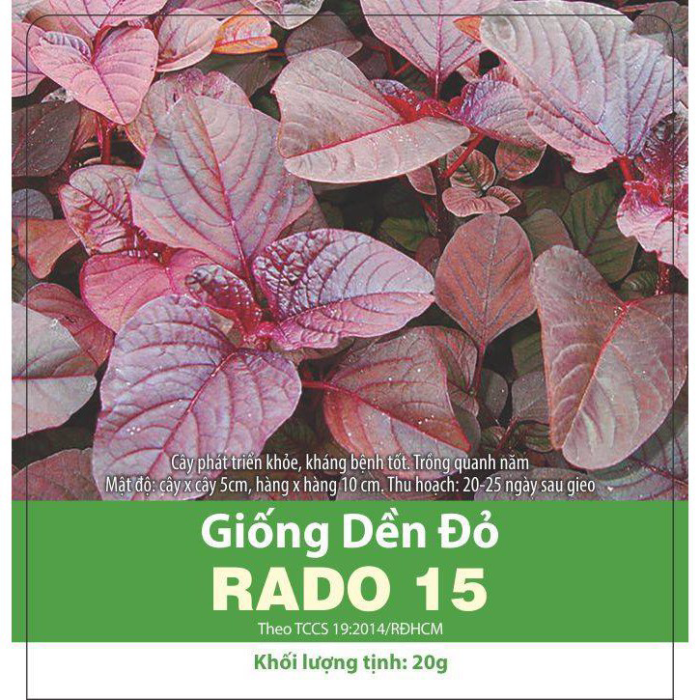 Cây phát triển khỏe, kháng bệnh tốt. Trồng quanh năm
Mật độ: cây x cây 5cm, hàng x hàng 10 cm. Thu hoạch: 20-25 ngày sau gieo
Giống Dền Đỏ
RADO 15
Theo TCCS 19:2014/RĐHCM
Khối lượng tịnh: 20g